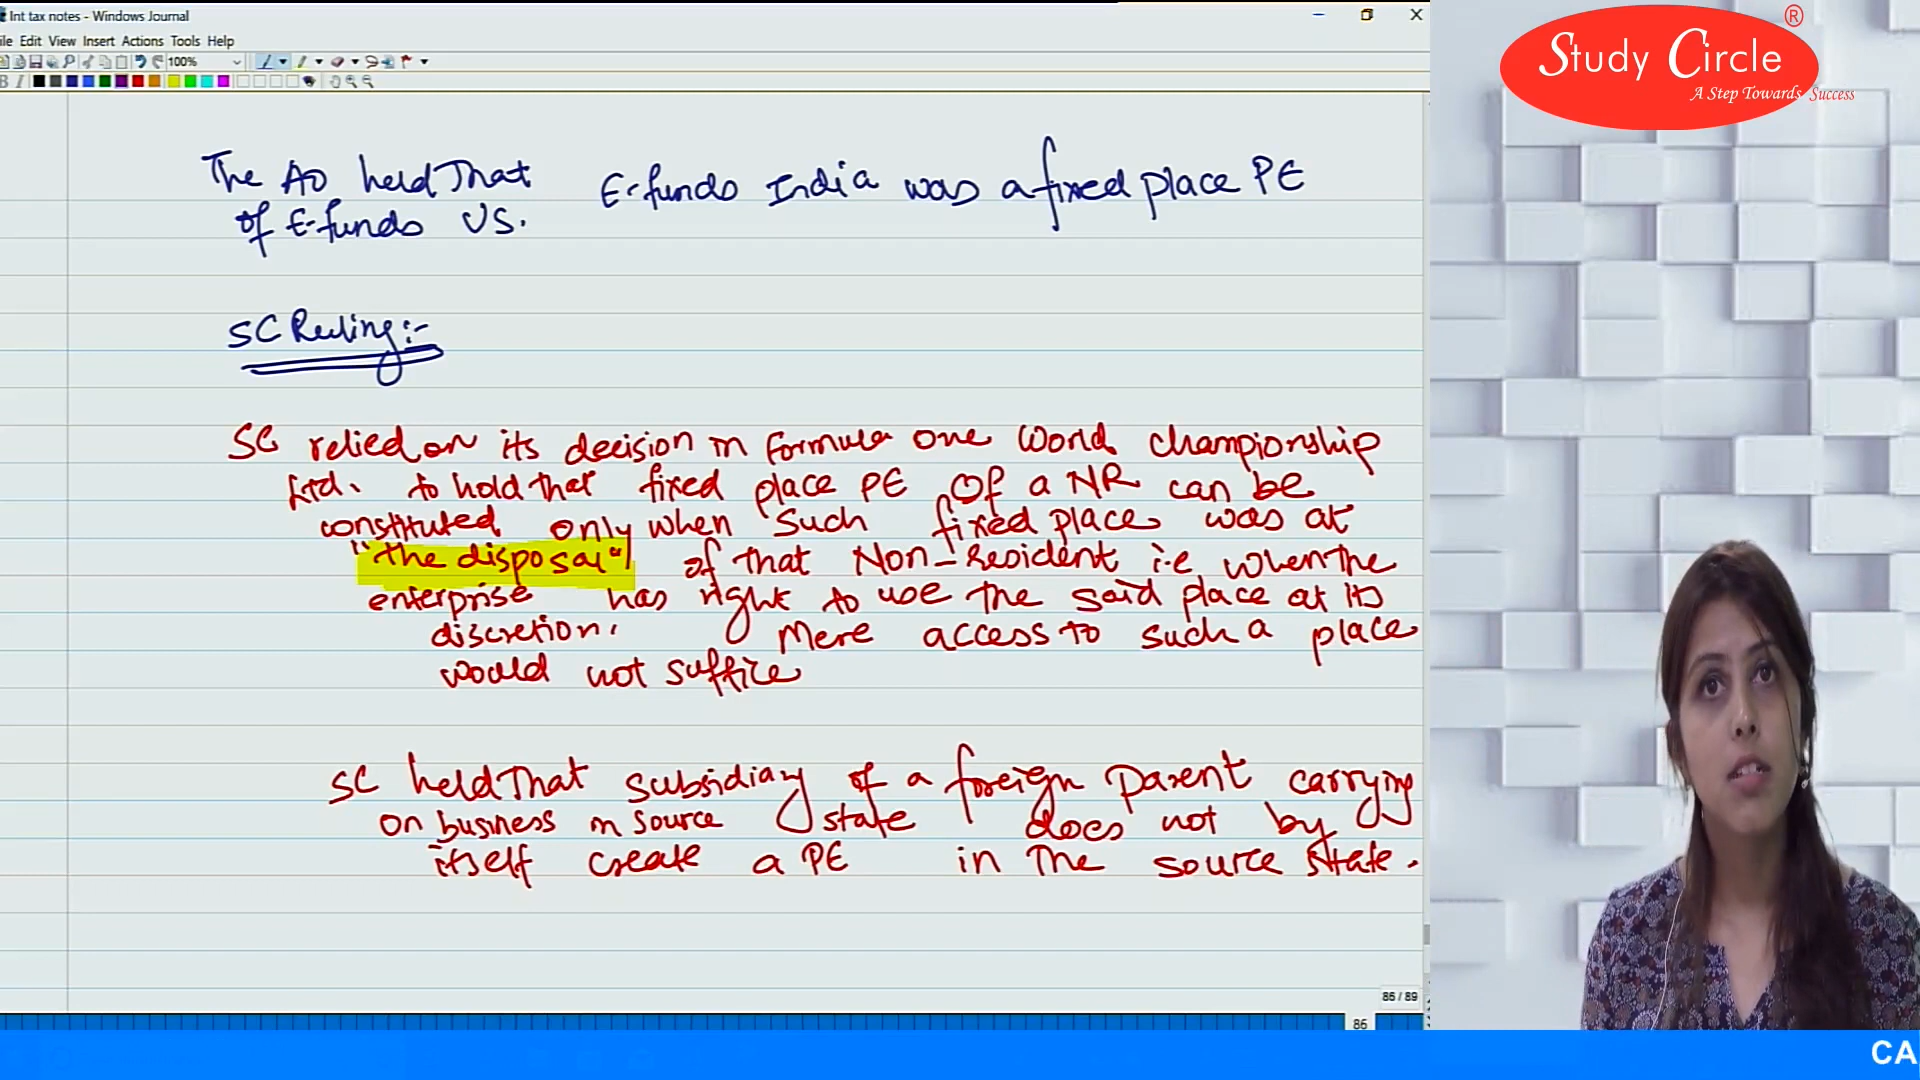 Int tax notes - Windows Journal
ile Edit View Insert Actions Tools Help
100%
B I
Study Circle ®
A Step Towards Success
The AO held That E-funds India was a fixed place PE
of E-funds US.
SC Ruling:-
SC relied on its decision in Formula One World Championship
Ltd. to hold that fixed place PE of a NR can be
constituted only when such fixed place was at
"the disposal" of that Non-resident i.e when the
enterprise has right to use the said place at its
discretion. Mere access to such a place
would not suffice
SC held That subsidiary of a foreign Parent carrying
on business in source state does not by
itself create a PE in the source state.
86 / 89
86
CA